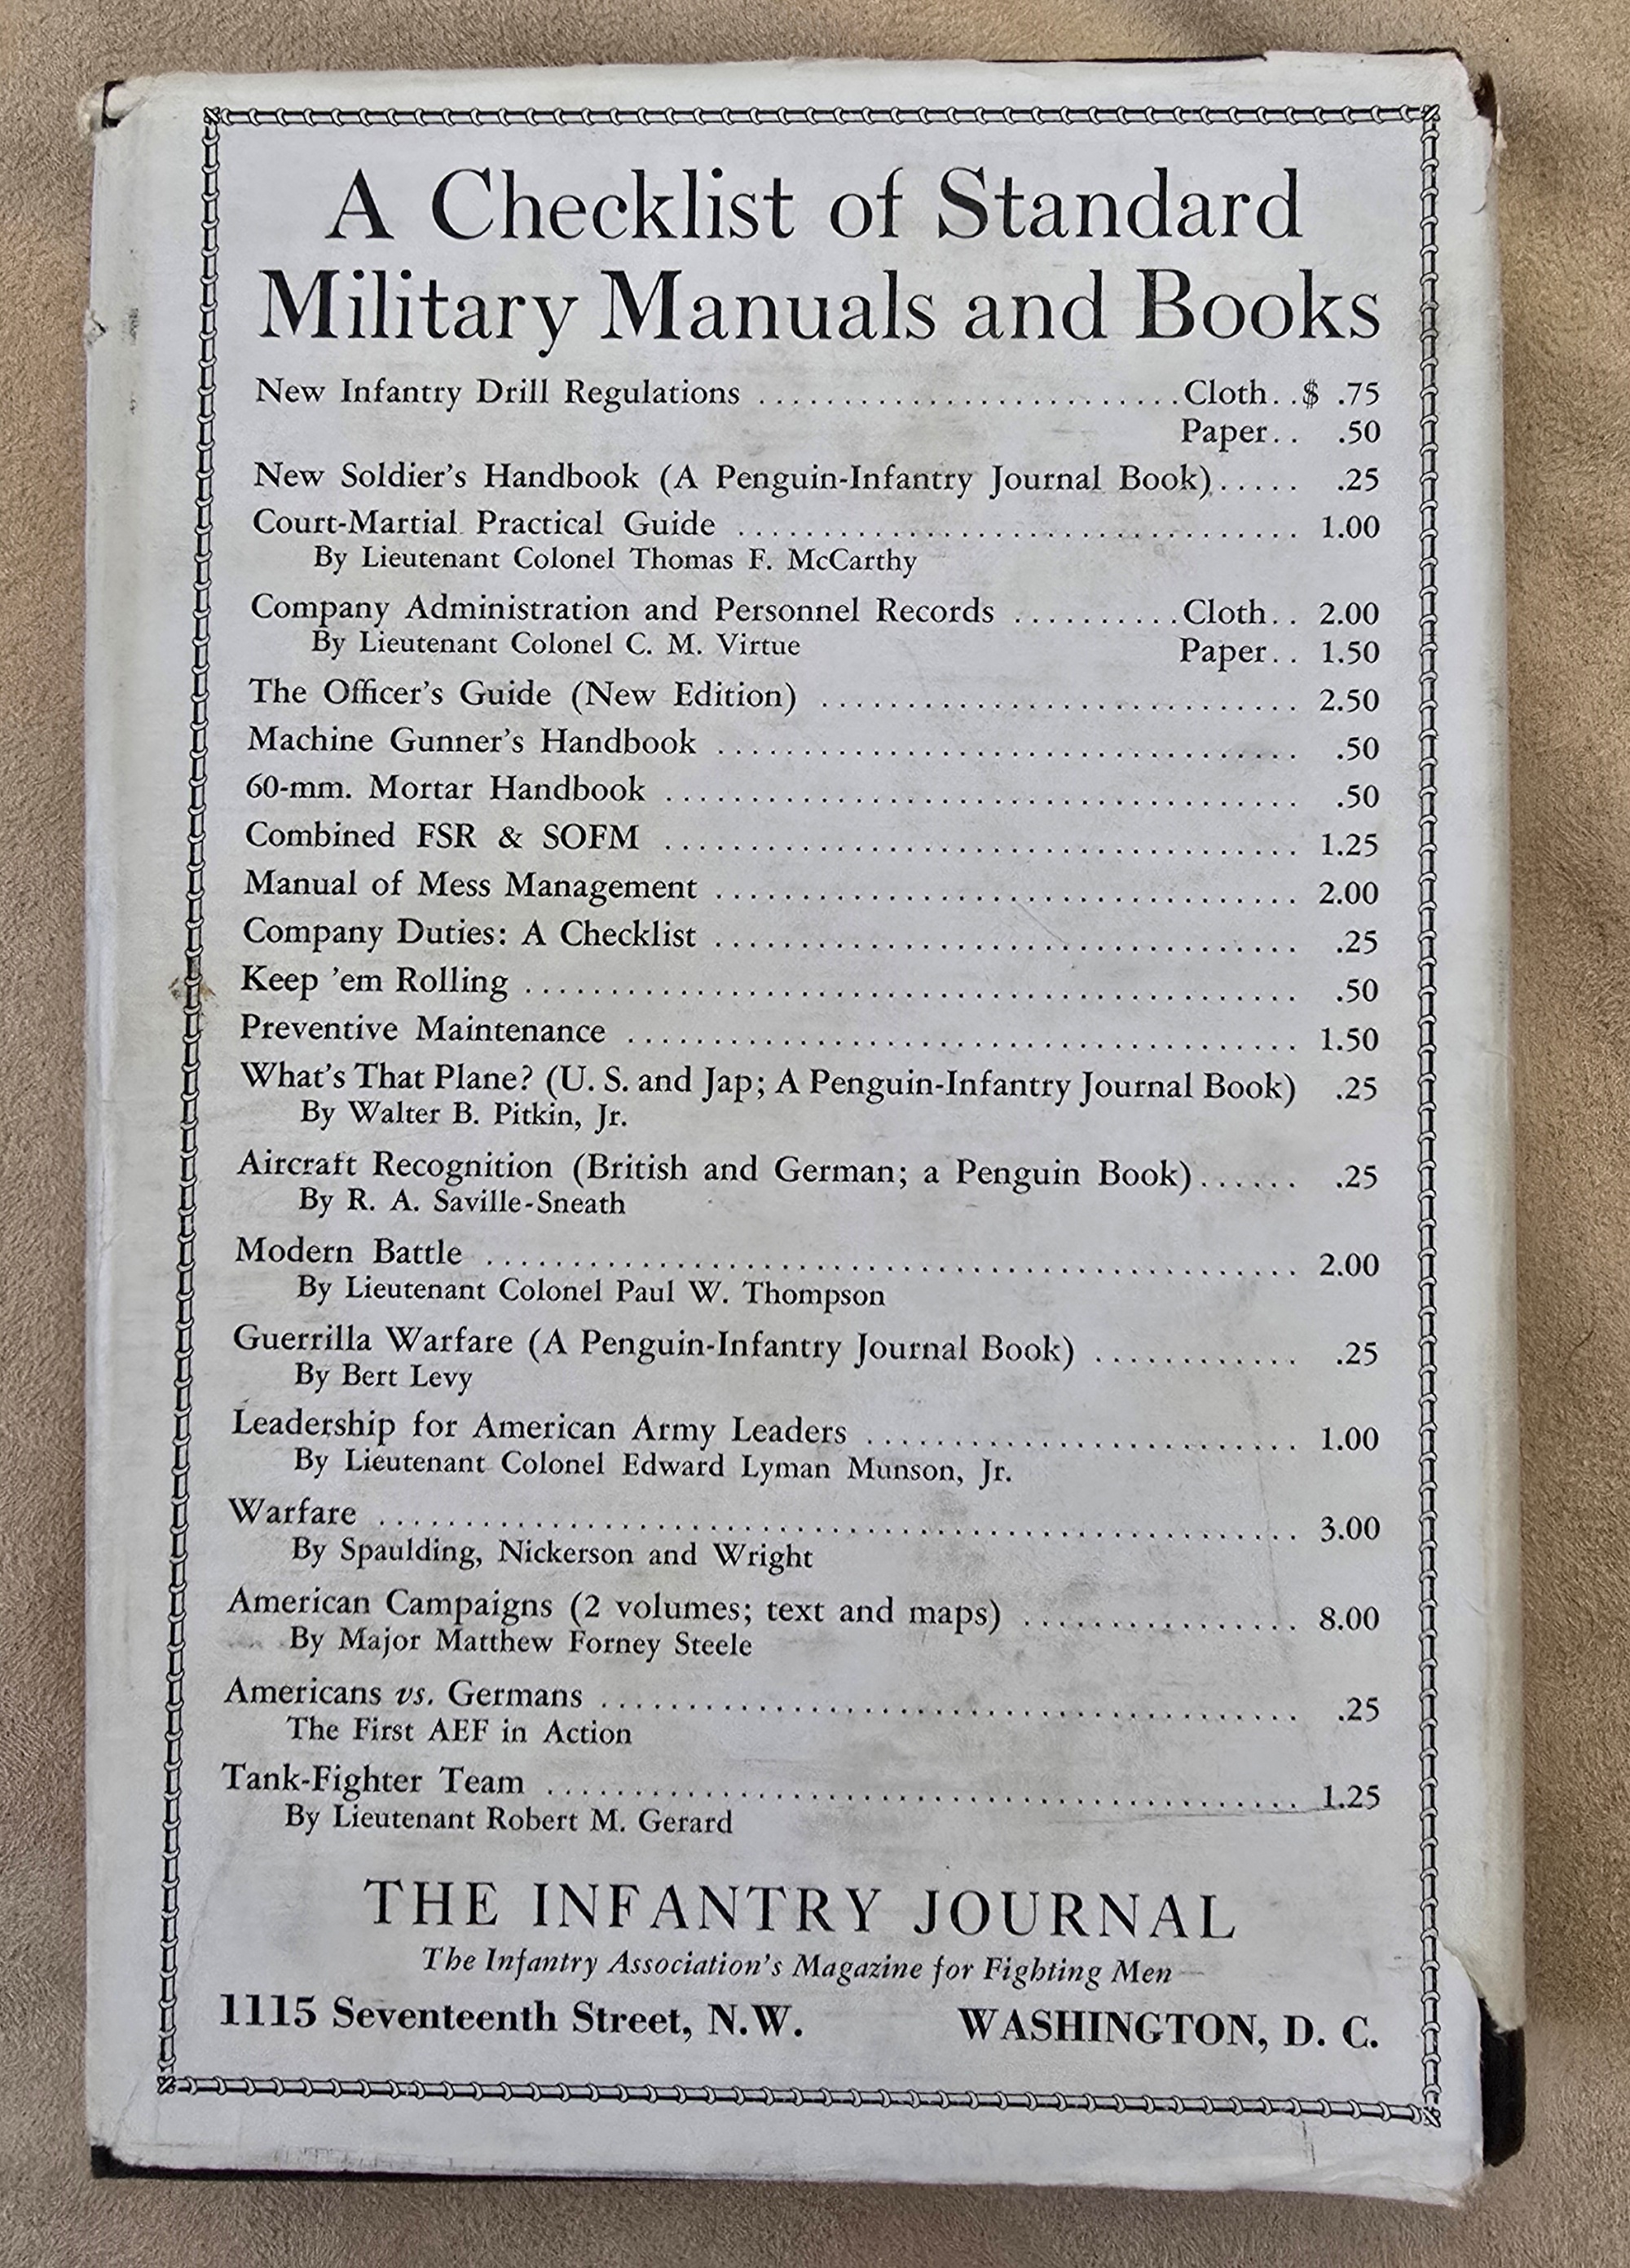 A Checklist of Standard
Military Manuals and Books
New Infantry Drill Regulations ..............................Cloth..$ .75
Paper.. .50
New Soldier's Handbook (A Penguin-Infantry Journal Book)...... .25
Court-Martial Practical Guide ........................................ 1.00
By Lieutenant Colonel Thomas F. McCarthy
Company Administration and Personnel Records ..........Cloth.. 2.00
By Lieutenant Colonel C. M. Virtue Paper.. 1.50
The Officer's Guide (New Edition) .................................. 2.50
Machine Gunner's Handbook ......................................... .50
60-mm. Mortar Handbook ............................................. .50
Combined FSR & SOFM ............................................. 1.25
Manual of Mess Management ......................................... 2.00
Company Duties: A Checklist ......................................... .25
Keep 'em Rolling ...................................................... .50
Preventive Maintenance ............................................... 1.50
What's That Plane? (U. S. and Jap; A Penguin-Infantry Journal Book) .25
By Walter B. Pitkin, Jr.
Aircraft Recognition (British and German; a Penguin Book)....... .25
By R. A. Saville-Sneath
Modern Battle ......................................................... 2.00
By Lieutenant Colonel Paul W. Thompson
Guerrilla Warfare (A Penguin-Infantry Journal Book) .............. .25
By Bert Levy
Leadership for American Army Leaders .............................. 1.00
By Lieutenant Colonel Edward Lyman Munson, Jr.
Warfare ................................................................ 3.00
By Spaulding, Nickerson and Wright
American Campaigns (2 volumes; text and maps) .................... 8.00
By Major Matthew Forney Steele
Americans vs. Germans ................................................ .25
The First AEF in Action
Tank-Fighter Team .................................................... 1.25
By Lieutenant Robert M. Gerard
THE INFANTRY JOURNAL
The Infantry Association's Magazine for Fighting Men
1115 Seventeenth Street, N.W. WASHINGTON, D. C.